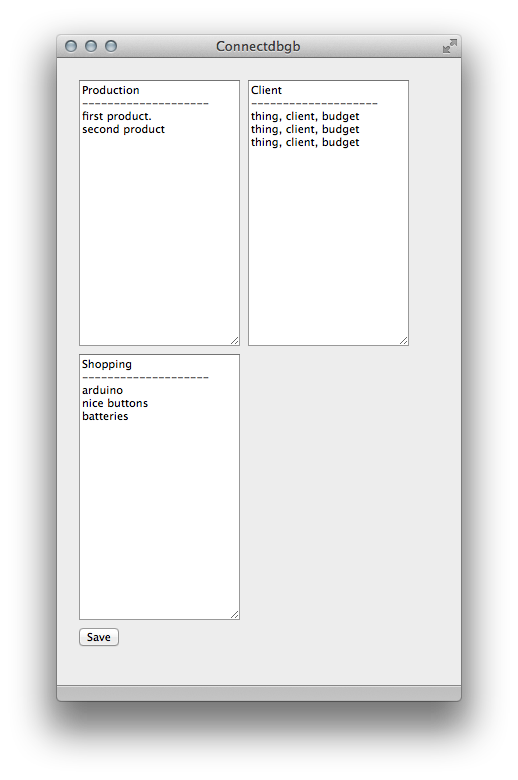 Connectdbgb
Production
--------------------
first product.
second product
Client
--------------------
thing, client, budget
thing, client, budget
thing, client, budget
Shopping
--------------------
arduino
nice buttons
batteries
Save